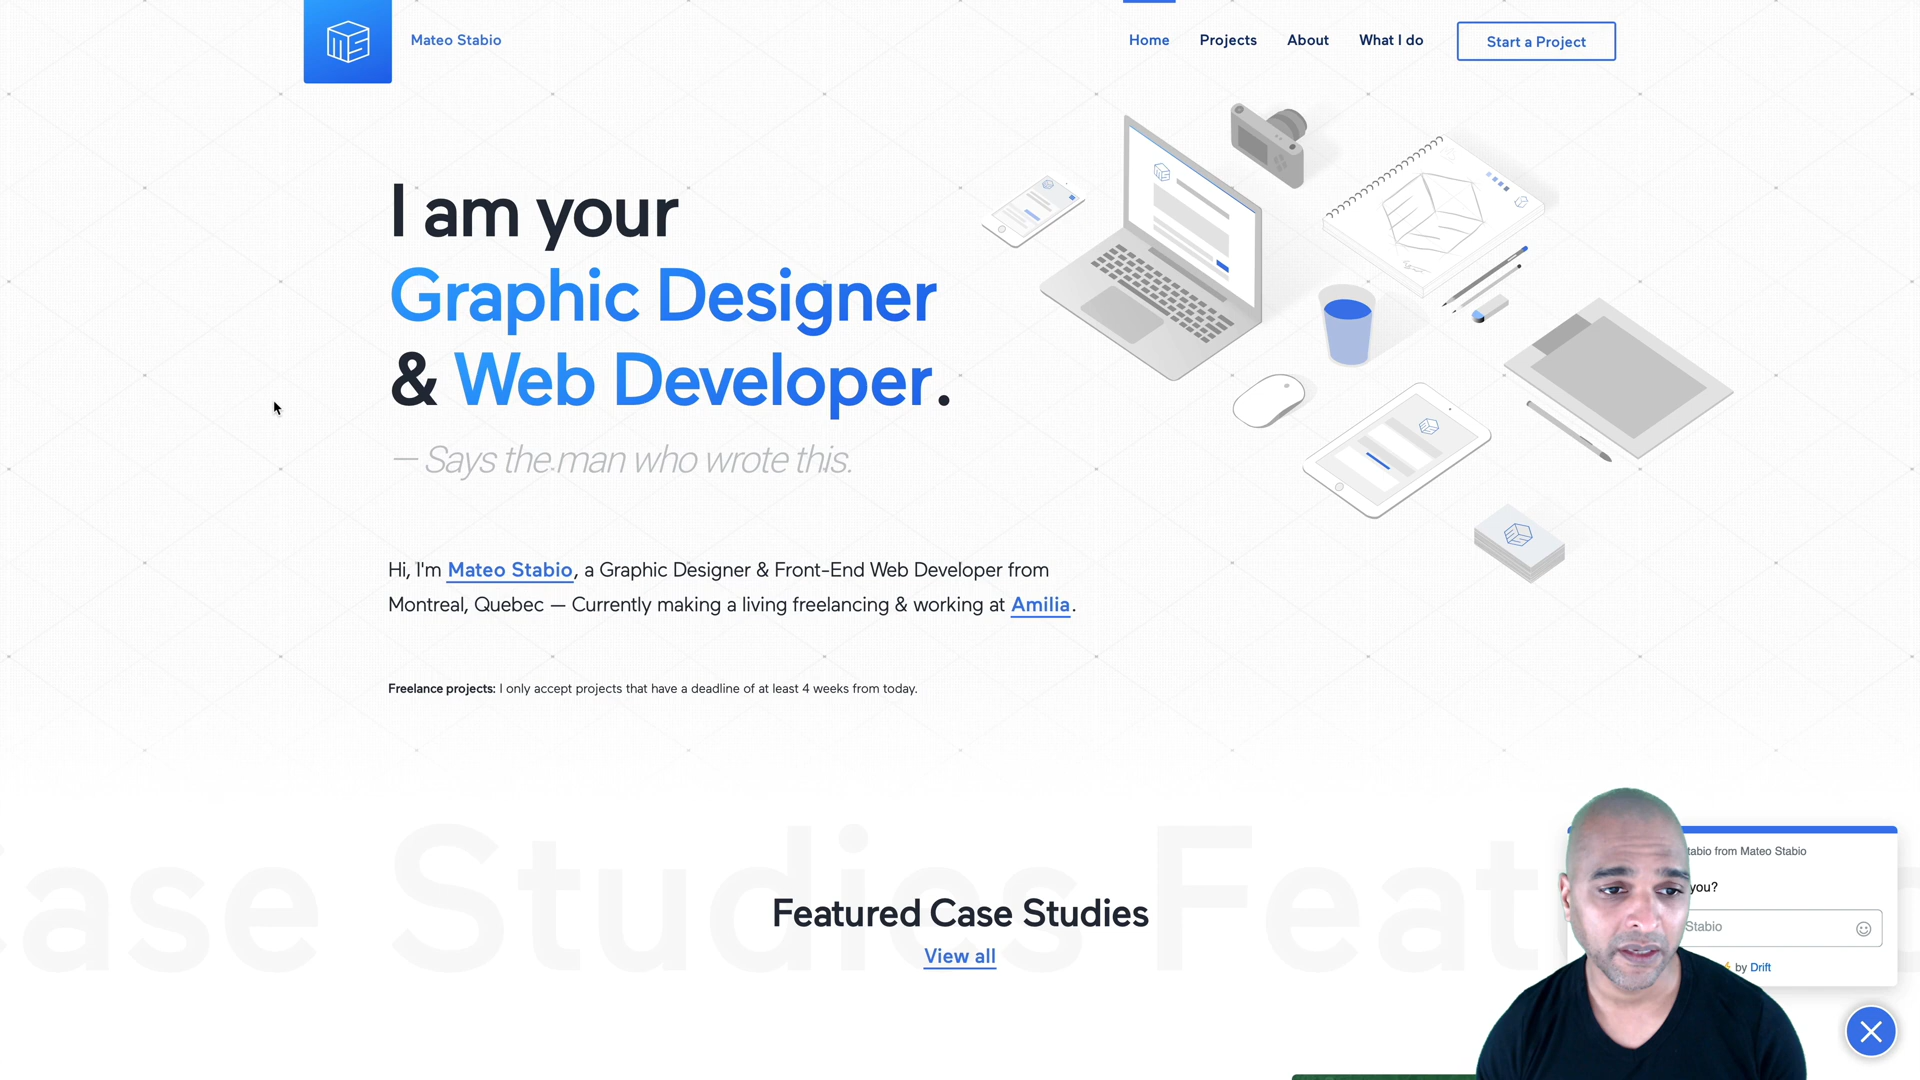 Mateo Stabio
Home
Projects
About
What I do
Start a Project
I am your
Graphic Designer
& Web Developer.
— Says the man who wrote this.
Hi, I'm Mateo Stabio, a Graphic Designer & Front-End Web Developer from
Montreal, Quebec — Currently making a living freelancing & working at Amilia.
Freelance projects: I only accept projects that have a deadline of at least 4 weeks from today.
Case Studies Feat
Featured Case Studies
View all
from Mateo Stabio
you?
Stabio
by Drift